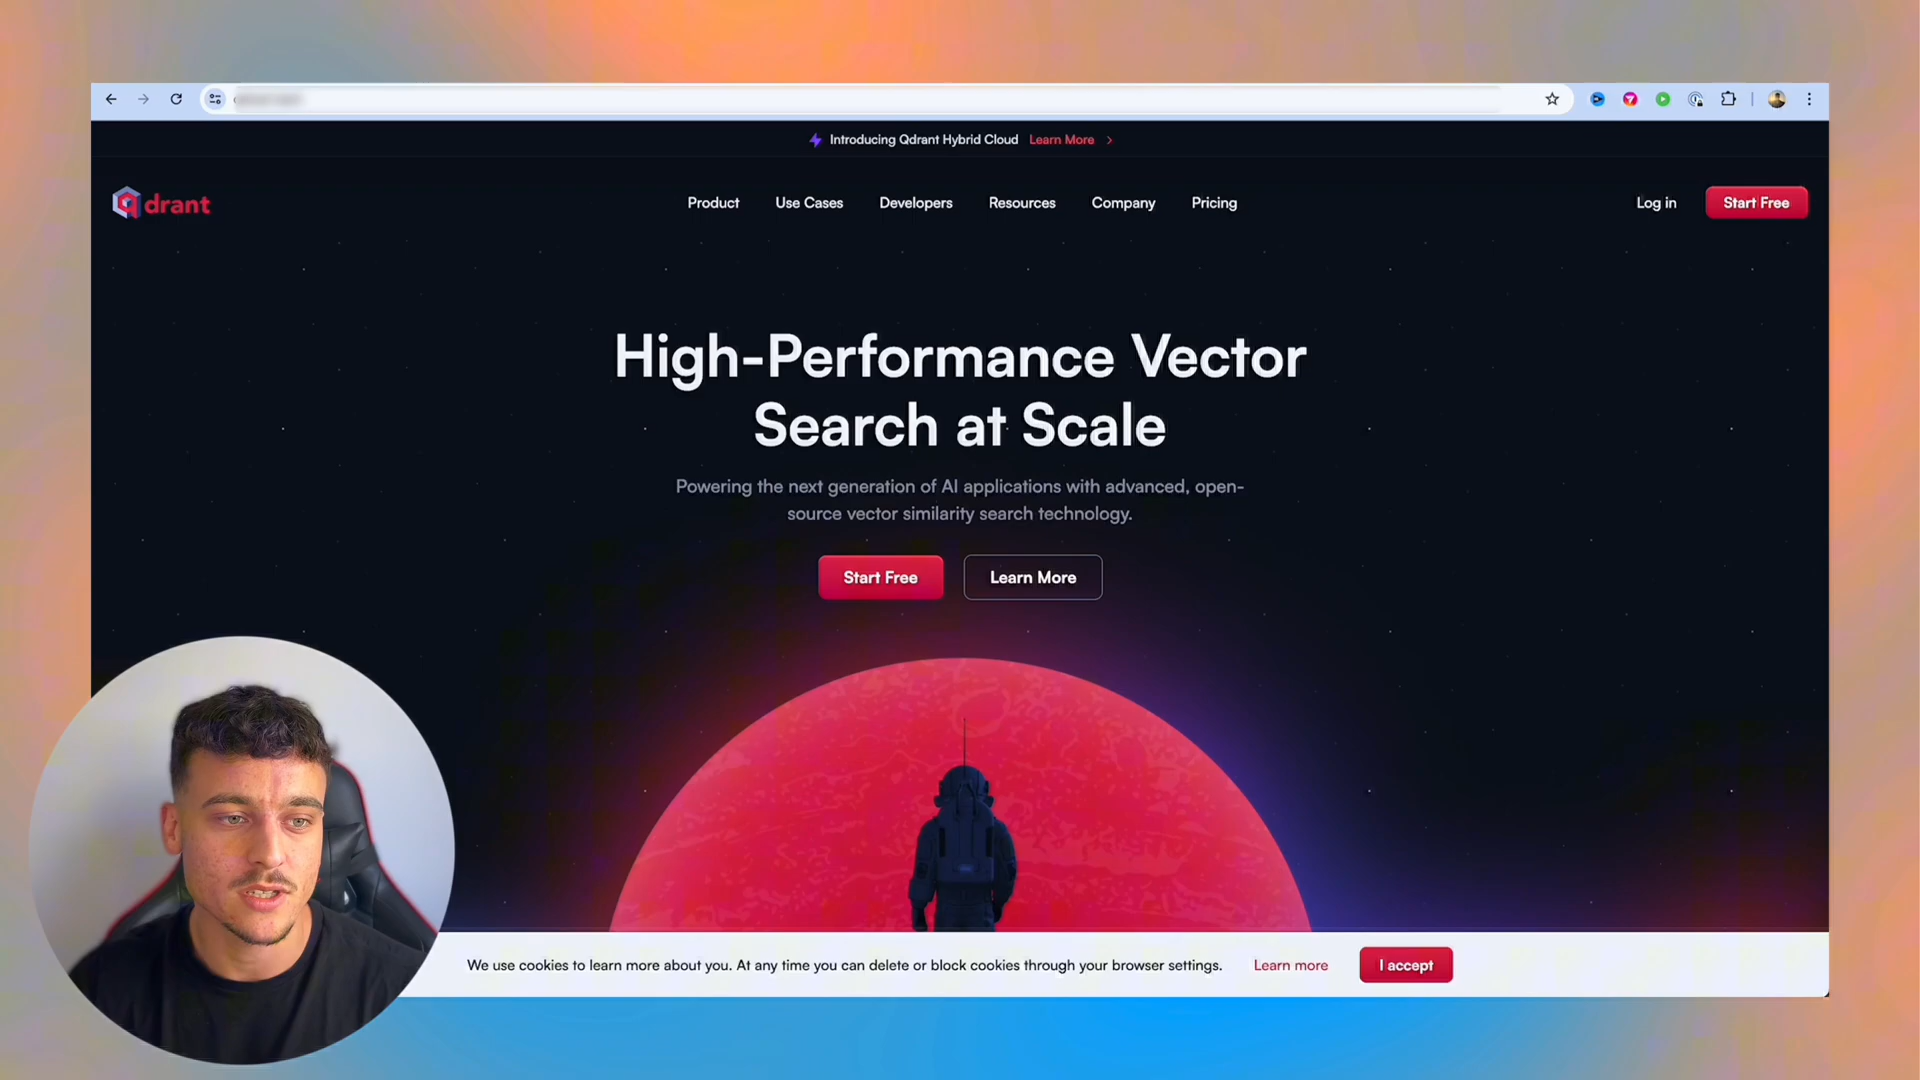 Introducing Qdrant Hybrid Cloud Learn More
qdrant
Product Use Cases Developers Resources Company Pricing Log in Start Free
High-Performance Vector
Search at Scale
Powering the next generation of AI applications with advanced, open-
source vector similarity search technology.
Start Free Learn More
We use cookies to learn more about you. At any time you can delete or block cookies through your browser settings. Learn more I accept